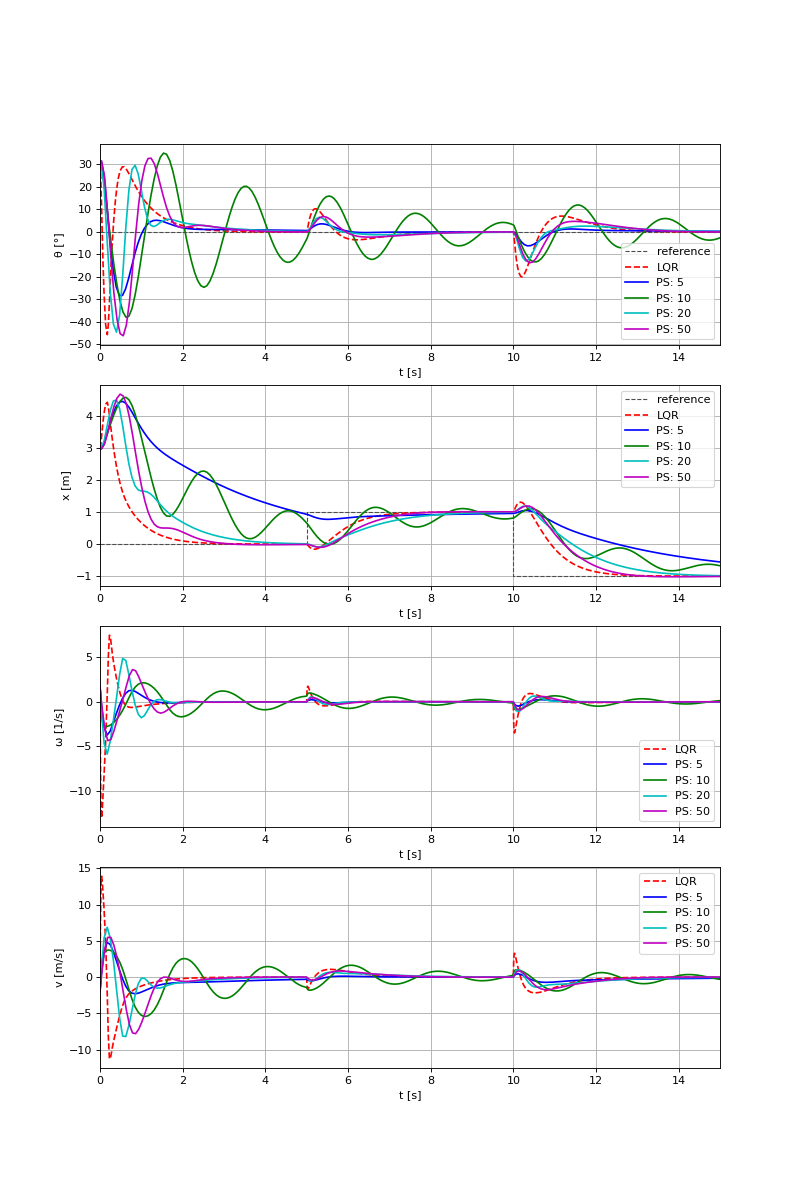 30
20
10
0
−10
−20
−30
−40
−50
θ [°]
reference
LQR
PS: 5
PS: 10
PS: 20
PS: 50
0 2 4 6 8 10 12 14
t [s]
4
3
2
1
0
−1
x [m]
reference
LQR
PS: 5
PS: 10
PS: 20
PS: 50
0 2 4 6 8 10 12 14
t [s]
5
0
−5
−10
ω [1/s]
LQR
PS: 5
PS: 10
PS: 20
PS: 50
0 2 4 6 8 10 12 14
t [s]
15
10
5
0
−5
−10
v [m/s]
LQR
PS: 5
PS: 10
PS: 20
PS: 50
0 2 4 6 8 10 12 14
t [s]